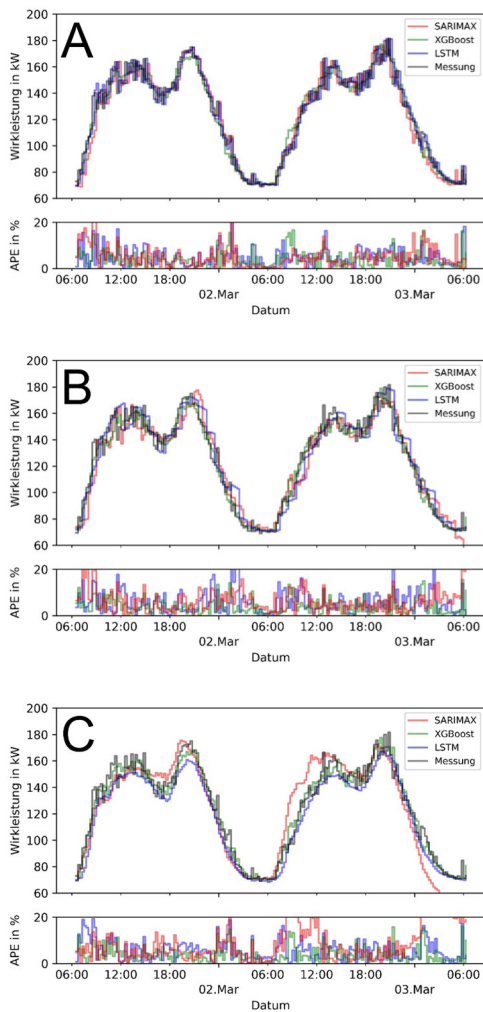 A
200
180
160
140
120
100
80
60
Wirkleistung in kW
SARIMAX
XGBoost
LSTM
Messung
20
0
APE in %
06:00 12:00 18:00 02.Mar 06:00 12:00 18:00 03.Mar 06:00
Datum
B
200
180
160
140
120
100
80
60
Wirkleistung in kW
SARIMAX
XGBoost
LSTM
Messung
20
0
APE in %
06:00 12:00 18:00 02.Mar 06:00 12:00 18:00 03.Mar 06:00
Datum
C
200
180
160
140
120
100
80
60
Wirkleistung in kW
SARIMAX
XGBoost
LSTM
Messung
20
0
APE in %
06:00 12:00 18:00 02.Mar 06:00 12:00 18:00 03.Mar 06:00
Datum